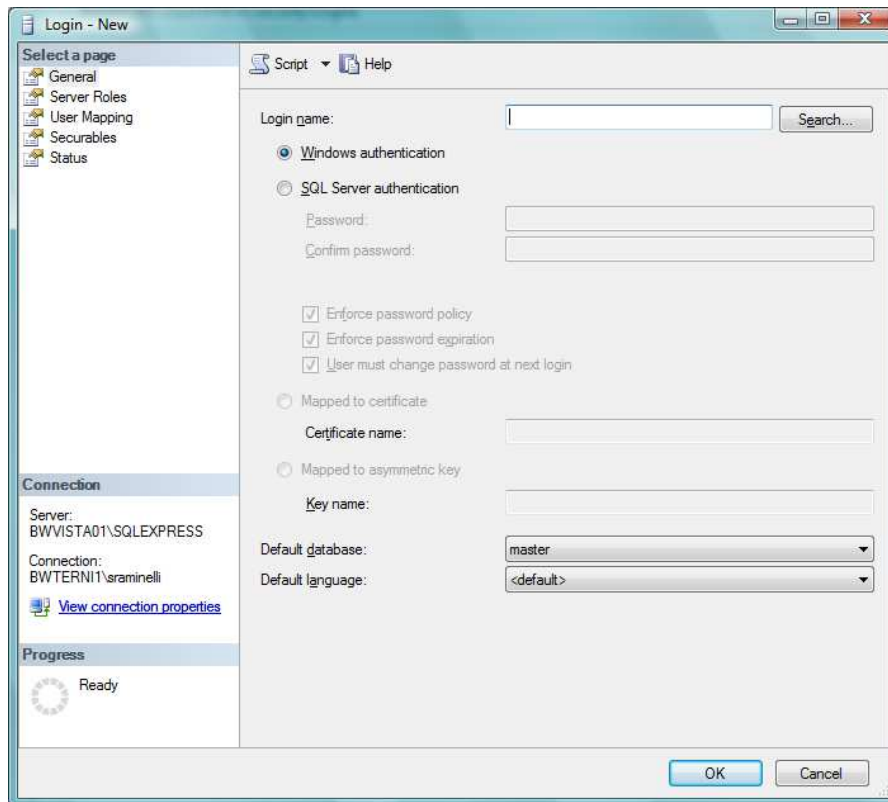 Login - New
Select a page
General
Server Roles
User Mapping
Securables
Status
Script Help
Login name: Search...
Windows authentication
SQL Server authentication
Password:
Confirm password:
Enforce password policy
Enforce password expiration
User must change password at next login
Mapped to certificate
Certificate name:
Mapped to asymmetric key
Key name:
Default database: master
Default language: <default>
Connection
Server:
BWVISTA01\SQLEXPRESS
Connection:
BWTERNI1\sraminelli
View connection properties
Progress
Ready
OK Cancel